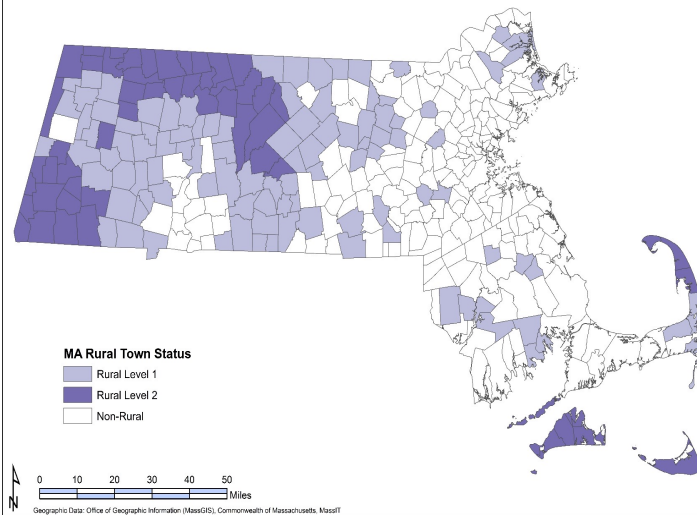 MA Rural Town Status
Rural Level 1
Rural Level 2
Non-Rural
N
0 10 20 30 40 50
Miles
Geographic Data: Office of Geographic Information (MassGIS), Commonwealth of Massachusetts, MassIT